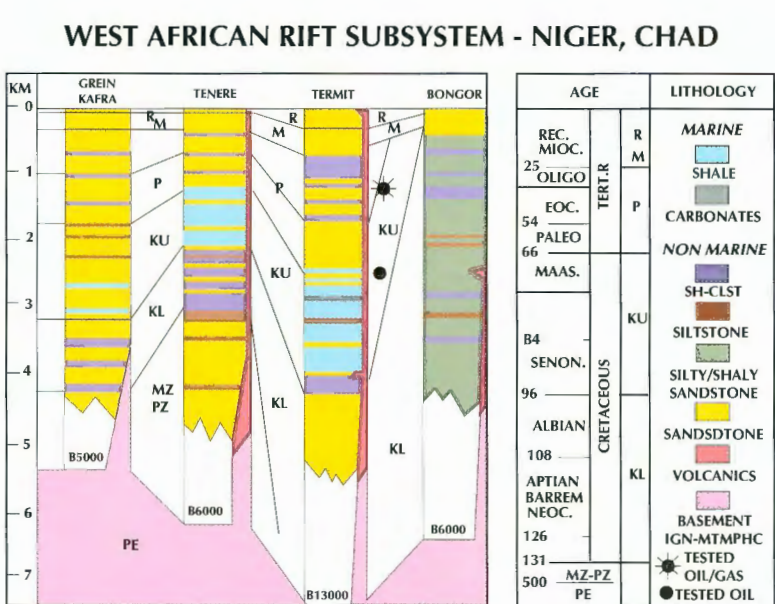 WEST AFRICAN RIFT SUBSYSTEM - NIGER, CHAD
KM
GREIN
KAFRA
TENERE
TERMIT
BONGOR
0
1
2
3
4
5
6
7
R
M
P
KU
KL
MZ
PZ
R
M
P
KU
KL
R
M
KU
KL
PE
B5000
B6000
B13000
B6000
AGE
LITHOLOGY
REC.
MIOC.
25
OLIGO
EOC.
54
PALEO
66
MAAS.
84
SENON.
96
ALBIAN
108
APTIAN
BARREM
NEOC.
126
131
500
MZ-PZ
PE
TERT.R
CRETACEOUS
R
M
P
KU
KL
MARINE
SHALE
CARBONATES
NON MARINE
SH-CLST
SILTSTONE
SILTY/SHALY
SANDSTONE
SANDSDTONE
VOLCANICS
BASEMENT
IGN-MTMPHC
TESTED
OIL/GAS
TESTED OIL